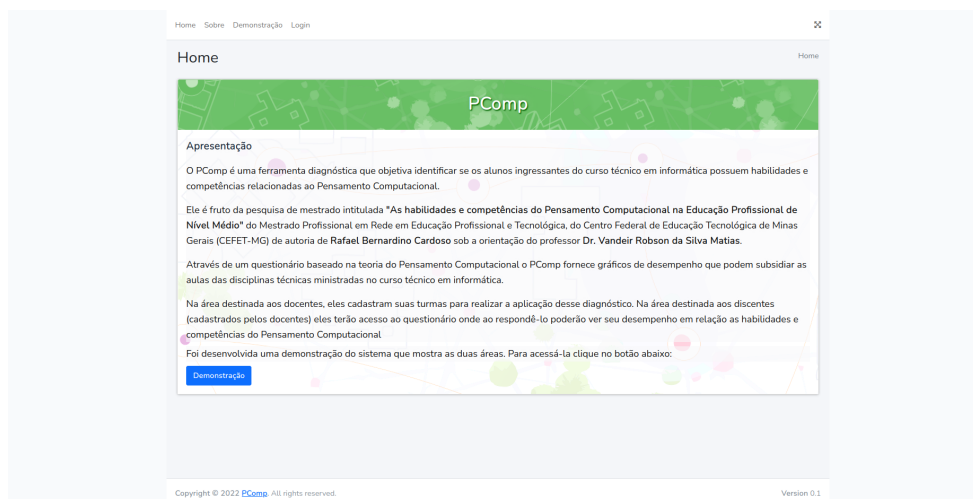 Home Sobre Demonstração Login
Home
Home
PComp
Apresentação
O PComp é uma ferramenta diagnóstica que objetiva identificar se os alunos ingressantes do curso técnico em informática possuem habilidades e
competências relacionadas ao Pensamento Computacional.
Ele é fruto da pesquisa de mestrado intitulada "As habilidades e competências do Pensamento Computacional na Educação Profissional de
Nível Médio" do Mestrado Profissional em Rede em Educação Profissional e Tecnológica, do Centro Federal de Educação Tecnológica de Minas
Gerais (CEFET-MG) de autoria de Rafael Bernardino Cardoso sob a orientação do professor Dr. Vandeir Robson da Silva Matias.
Através de um questionário baseado na teoria do Pensamento Computacional o PComp fornece gráficos de desempenho que podem subsidiar as
aulas das disciplinas técnicas ministradas no curso técnico em informática.
Na área destinada aos docentes, eles cadastram suas turmas para realizar a aplicação desse diagnóstico. Na área destinada aos discentes
(cadastrados pelos docentes) eles terão acesso ao questionário onde ao respondê-lo poderão ver seu desempenho em relação as habilidades e
competências do Pensamento Computacional
Foi desenvolvida uma demonstração do sistema que mostra as duas áreas. Para acessá-la clique no botão abaixo:
Demonstração
Copyright © 2022 PComp. All rights reserved.
Version 0.1